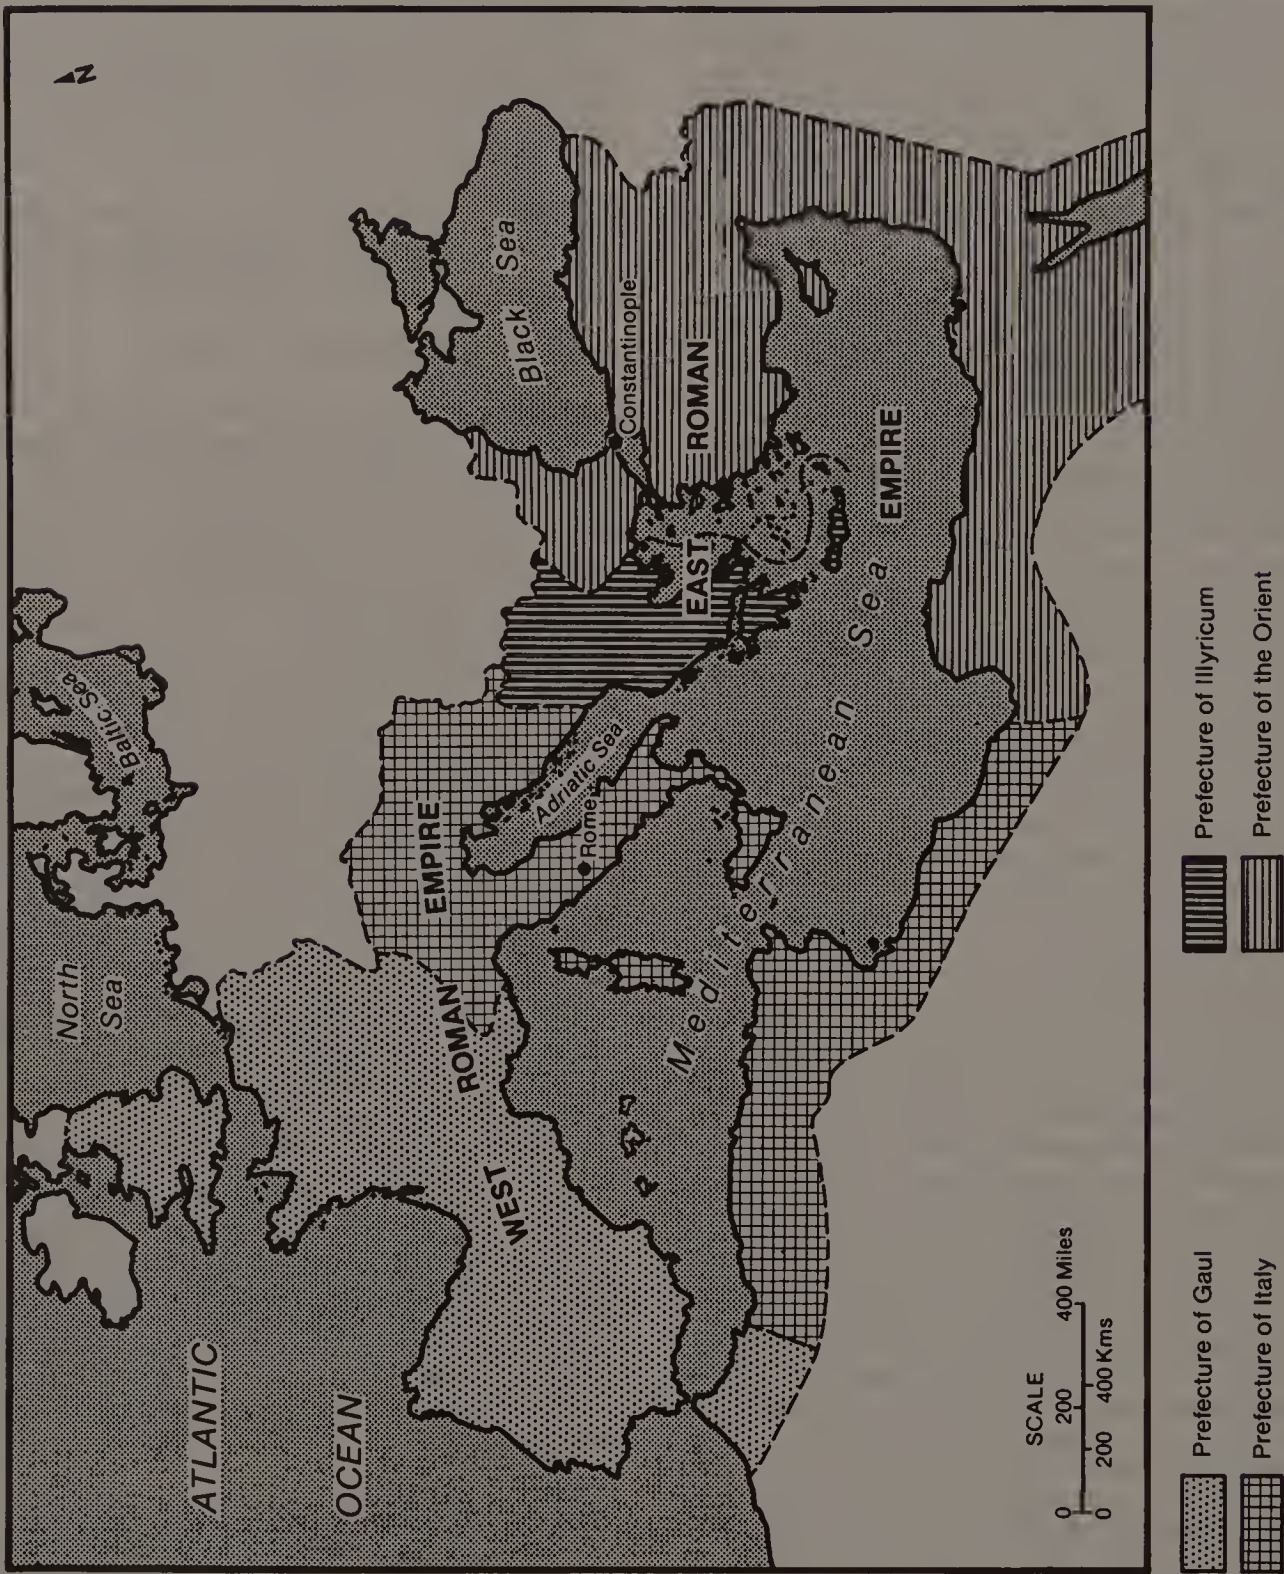 N
North
Sea
Baltic Sea
ATLANTIC
OCEAN
WEST
ROMAN
EMPIRE
Adriatic Sea
Rome
Black Sea
Constantinople
EAST
ROMAN
EMPIRE
Mediterranean Sea
SCALE
0 200 400 Miles
0 200 400 Kms
Prefecture of Gaul
Prefecture of Illyricum
Prefecture of Italy
Prefecture of the Orient